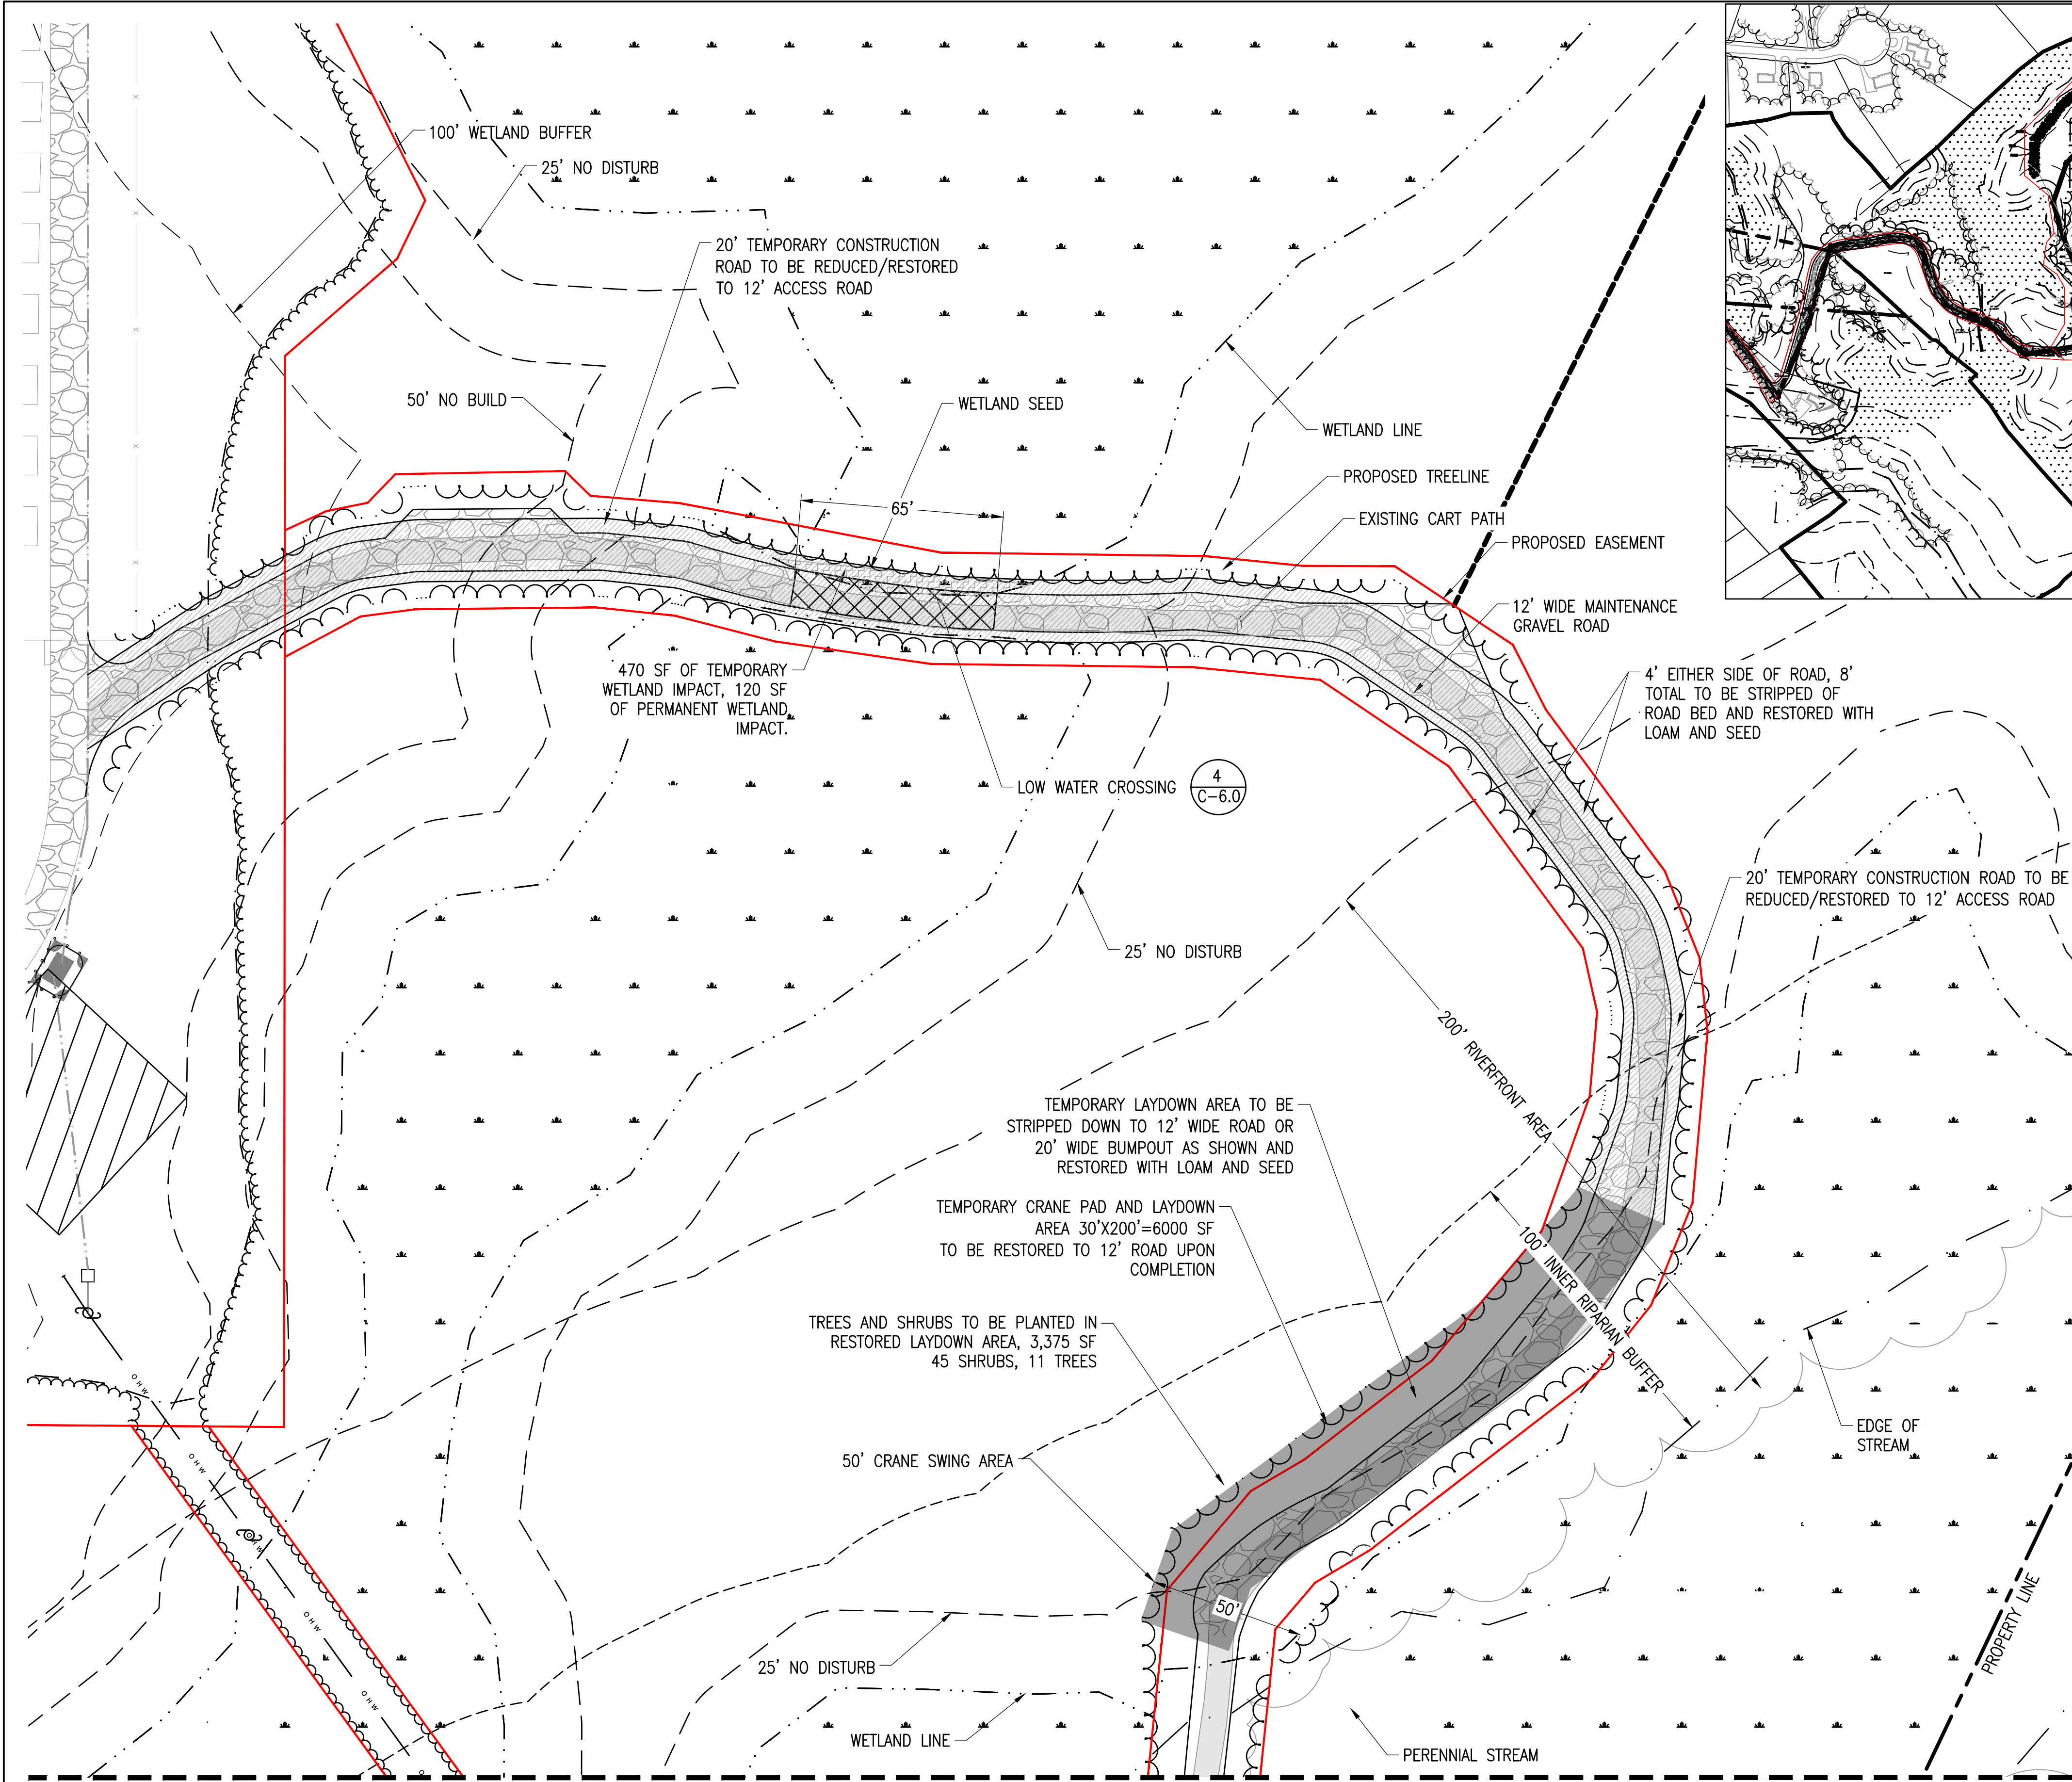 100' WETLAND BUFFER
25' NO DISTURB
20' TEMPORARY CONSTRUCTION
ROAD TO BE REDUCED/RESTORED
TO 12' ACCESS ROAD
50' NO BUILD
WETLAND SEED
WETLAND LINE
PROPOSED TREELINE
65'
EXISTING CART PATH
PROPOSED EASEMENT
12' WIDE MAINTENANCE
GRAVEL ROAD
470 SF OF TEMPORARY
WETLAND IMPACT, 120 SF
OF PERMANENT WETLAND
IMPACT.
4' EITHER SIDE OF ROAD, 8'
TOTAL TO BE STRIPPED OF
ROAD BED AND RESTORED WITH
LOAM AND SEED
LOW WATER CROSSING
4
C-6.0
20' TEMPORARY CONSTRUCTION ROAD TO BE
REDUCED/RESTORED TO 12' ACCESS ROAD
25' NO DISTURB
200' RIVERFRONT AREA
TEMPORARY LAYDOWN AREA TO BE
STRIPPED DOWN TO 12' WIDE ROAD OR
20' WIDE BUMPOUT AS SHOWN AND
RESTORED WITH LOAM AND SEED
TEMPORARY CRANE PAD AND LAYDOWN
AREA 30'X200'=6000 SF
TO BE RESTORED TO 12' ROAD UPON
COMPLETION
100' INNER RIPARIAN BUFFER
TREES AND SHRUBS TO BE PLANTED IN
RESTORED LAYDOWN AREA, 3,375 SF
45 SHRUBS, 11 TREES
OHW
EDGE OF
STREAM
50' CRANE SWING AREA
OHW
OHW
50'
OHW
PROPERTY LINE
25' NO DISTURB
OHW
WETLAND LINE
PERENNIAL STREAM